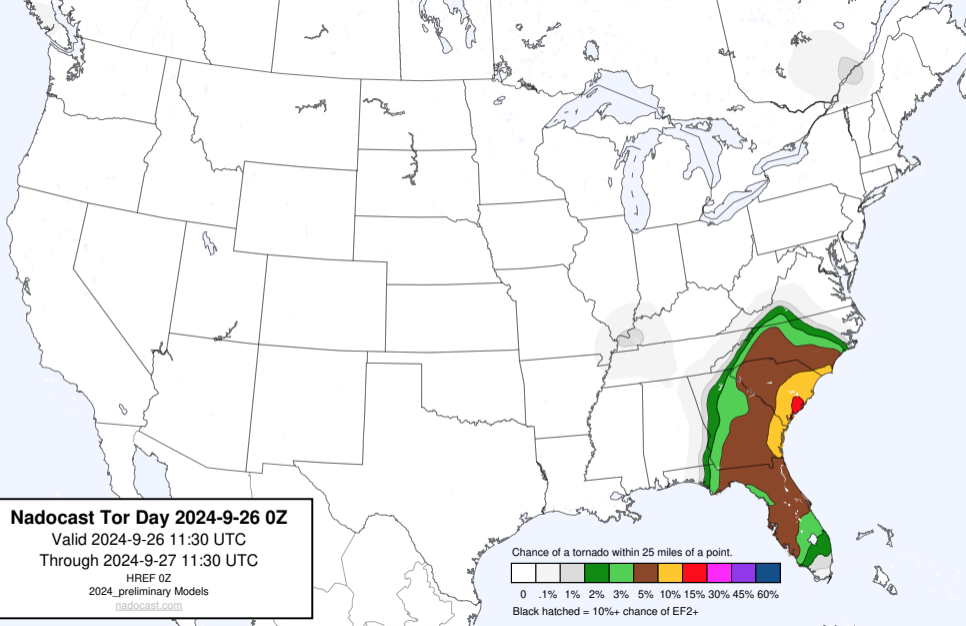 Nadocast Tor Day 2024-9-26 0Z
Valid 2024-9-26 11:30 UTC
Through 2024-9-27 11:30 UTC
HREF 0Z
2024_preliminary Models
nadocast.com
Chance of a tornado within 25 miles of a point.
0 .1% 1% 2% 3% 5% 10% 15% 30% 45% 60%
Black hatched = 10%+ chance of EF2+